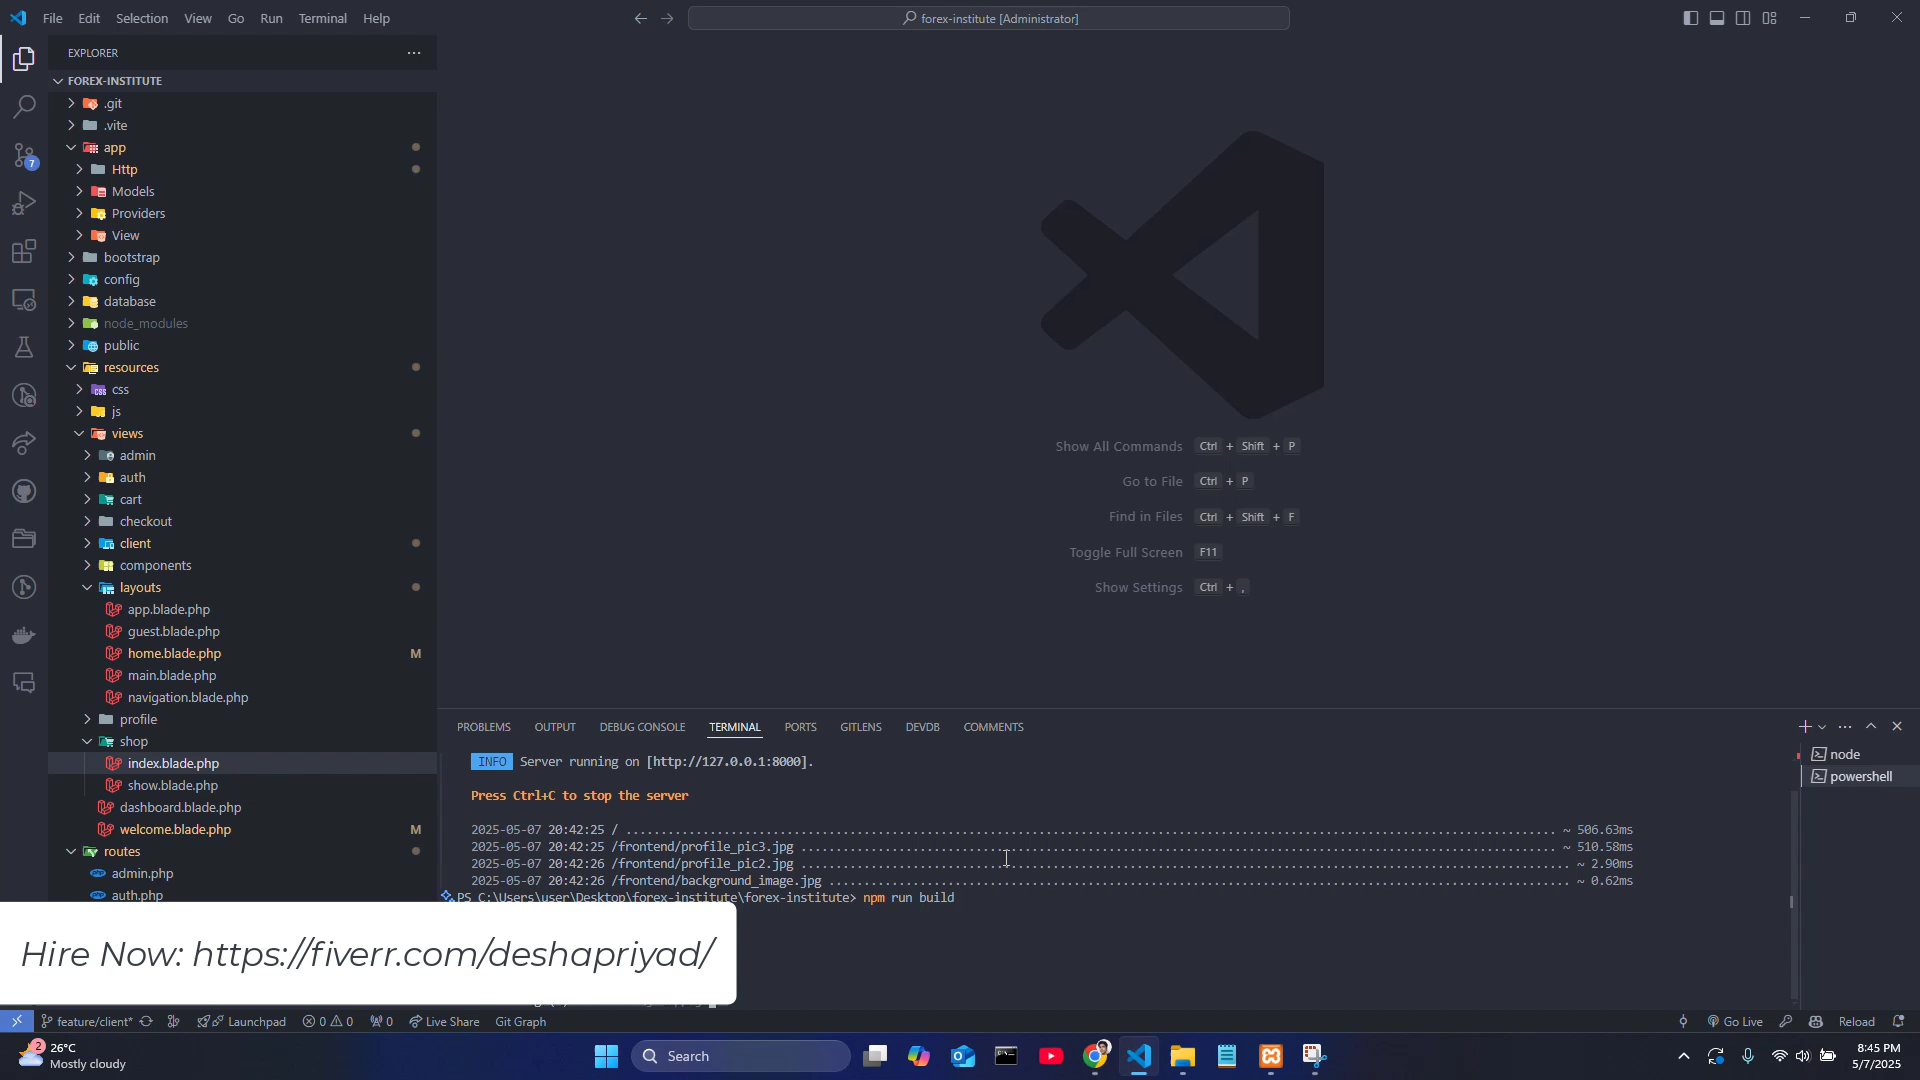 File Edit Selection View Go Run Terminal Help
forex-institute [Administrator]
EXPLORER
FOREX-INSTITUTE
.git
.vite
app
Http
Models
Providers
View
bootstrap
config
database
node_modules
public
resources
css
js
views
admin
auth
cart
checkout
client
components
layouts
app.blade.php
guest.blade.php
home.blade.php M
main.blade.php
navigation.blade.php
profile
shop
index.blade.php
show.blade.php
dashboard.blade.php
welcome.blade.php M
routes
admin.php
auth.php
7
Show All Commands Ctrl + Shift + P
Go to File Ctrl + P
Find in Files Ctrl + Shift + F
Toggle Full Screen F11
Show Settings Ctrl + ,
PROBLEMS OUTPUT DEBUG CONSOLE TERMINAL PORTS GITLENS DEVDB COMMENTS
node
powershell
INFO Server running on [http://127.0.0.1:8000].
Press Ctrl+C to stop the server
2025-05-07 20:42:25 / ~ 506.63ms
2025-05-07 20:42:25 /frontend/profile_pic3.jpg ~ 510.58ms
2025-05-07 20:42:26 /frontend/profile_pic2.jpg ~ 2.90ms
2025-05-07 20:42:26 /frontend/background_image.jpg ~ 0.62ms
PS C:\Users\user\Desktop\forex-institute\forex-institute> npm run build
Hire Now: https://fiverr.com/deshapriyad/
feature/client* Launchpad 0 0 0 Live Share Git Graph Go Live Reload
2
26°C
Mostly cloudy
Search
8:45 PM
5/7/2025